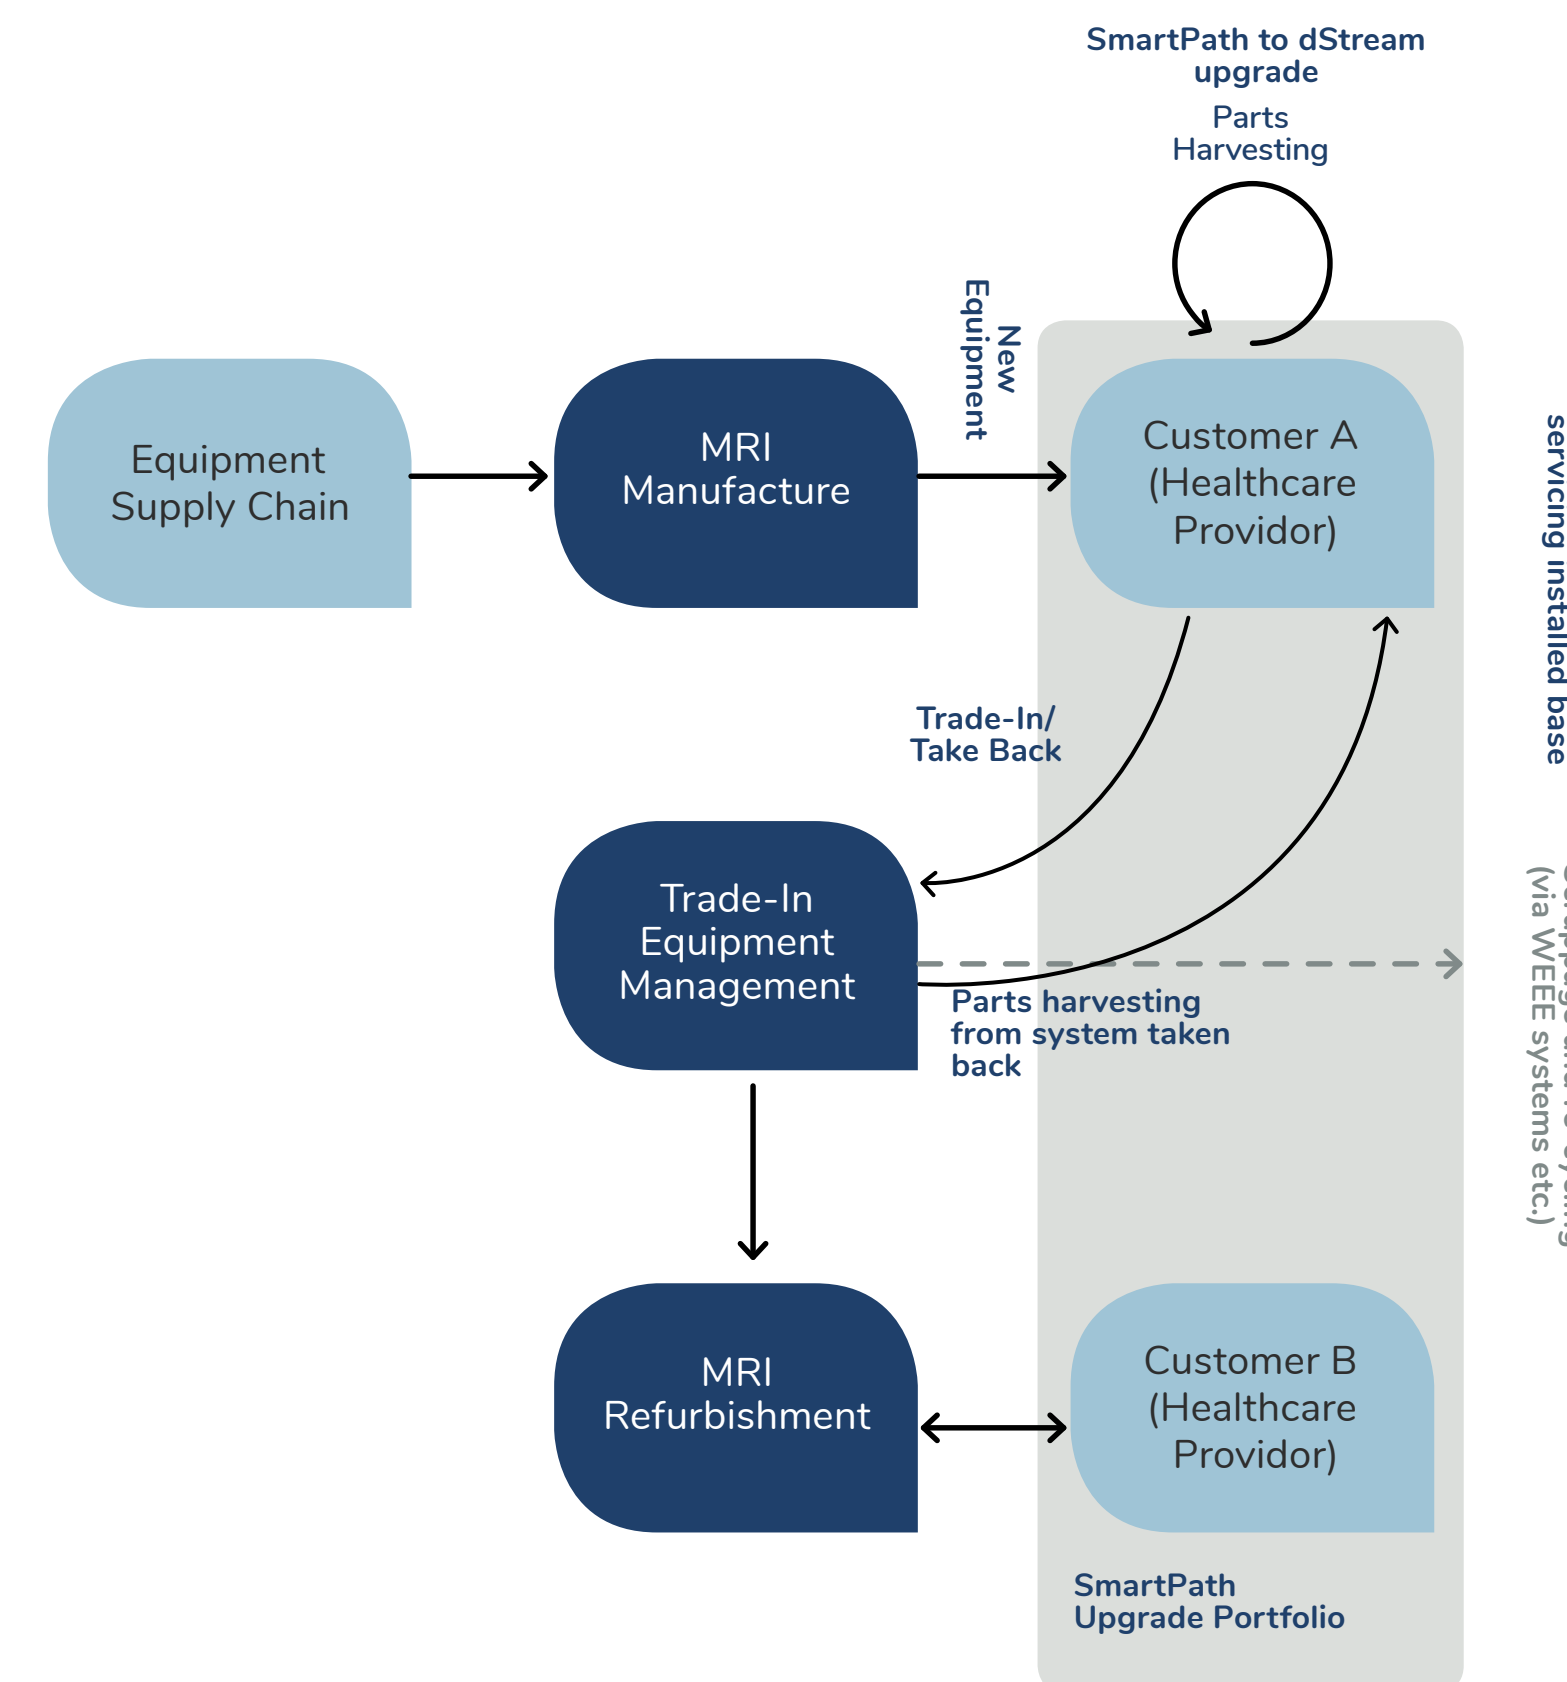 SmartPath to dStream
upgrade
Parts
Harvesting
New
Equipment
Equipment
Supply Chain
MRI
Manufacture
Customer A
(Healthcare
Providor)
servicing installed base
Trade-In/
Take Back
Trade-In
Equipment
Management
Parts harvesting
from system taken
back
(via WEEE systems etc.)
MRI
Refurbishment
Customer B
(Healthcare
Providor)
SmartPath
Upgrade Portfolio